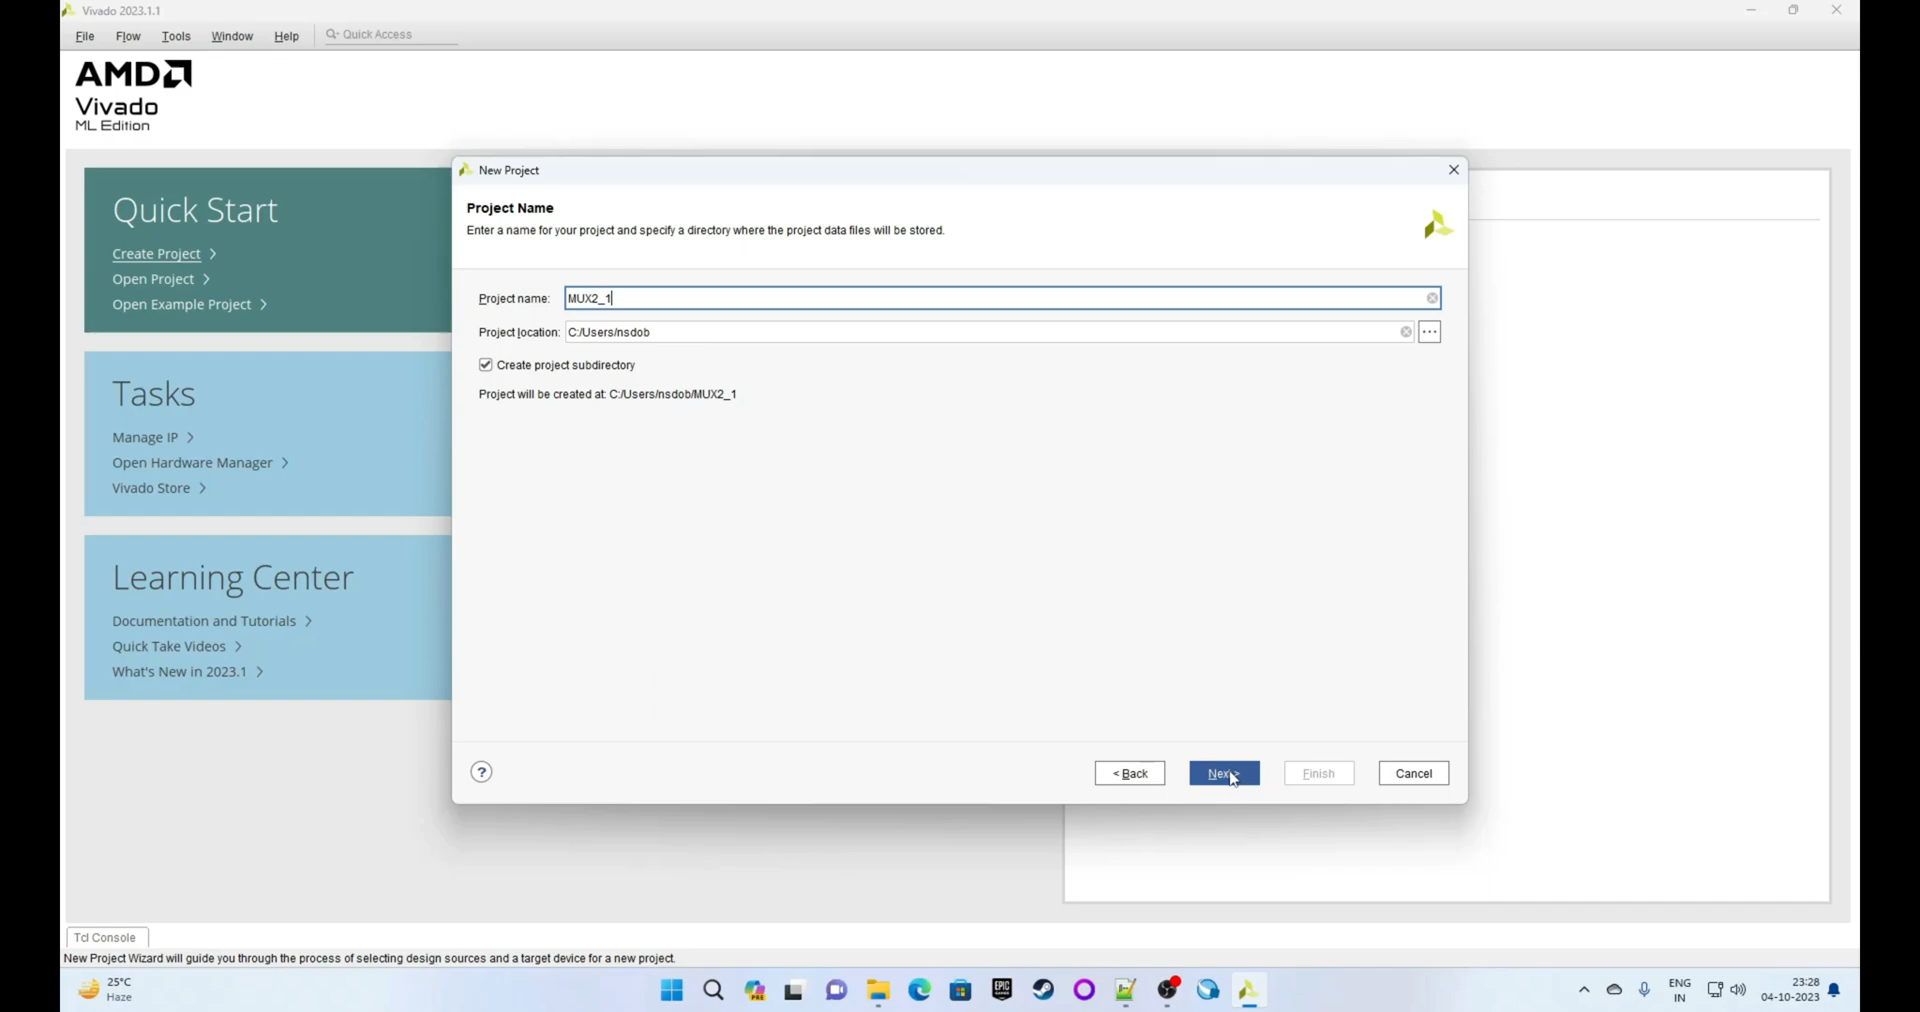 Vivado 2023.1.1
File Flow Tools Window Help Quick Access
AMD
Vivado
ML Edition
Quick Start
Create Project >
Open Project >
Open Example Project >
Tasks
Manage IP >
Open Hardware Manager >
Vivado Store >
Learning Center
Documentation and Tutorials >
Quick Take Videos >
What's New in 2023.1 >
New Project
Project Name
Enter a name for your project and specify a directory where the project data files will be stored.
Project name: MUX2_1
Project location: C:/Users/nsdob
Create project subdirectory
Project will be created at: C:/Users/nsdob/MUX2_1
? < Back Next > Finish Cancel
Tcl Console
New Project Wizard will guide you through the process of selecting design sources and a target device for a new project.
25°C
Haze
PRE
EPIC
ENG
IN
23:28
04-10-2023